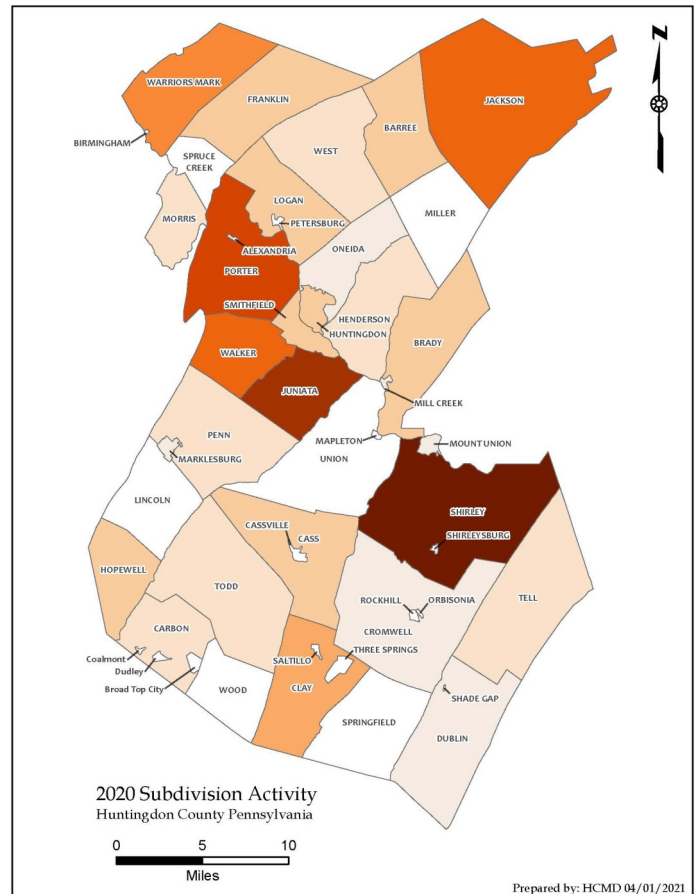 N
WARRIORS MARK
FRANKLIN
JACKSON
BARREE
BIRMINGHAM
WEST
SPRUCE
CREEK
LOGAN
MORRIS
PETERSBURG
MILLER
ALEXANDRIA
ONEIDA
PORTER
SMITHFIELD
HENDERSON
HUNTINGDON
BRADY
WALKER
JUNIATA
MILL CREEK
PENN
MAPLETON
MOUNT UNION
UNION
MARKLESBURG
LINCOLN
SHIRLEY
CASSVILLE
CASS
SHIRLEYSBURG
HOPEWELL
TODD
ROCKHILL
ORBISONIA
TELL
CARBON
CROMWELL
THREE SPRINGS
Coalmont
SALTILLO
Dudley
Broad Top City
WOOD
CLAY
SHADE GAP
SPRINGFIELD
DUBLIN
2020 Subdivision Activity
Huntingdon County Pennsylvania
0 5 10
Miles
Prepared by: HCMD 04/01/2021